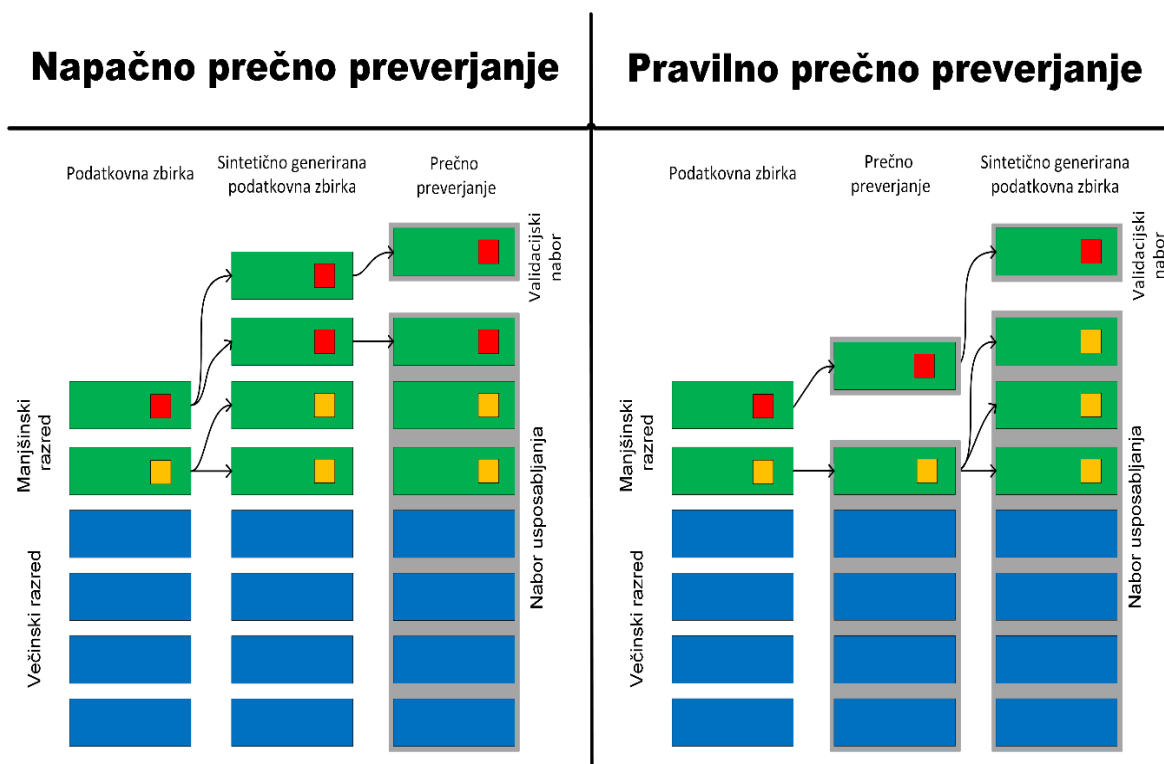 Napačno prečno preverjanje
Podatkovna zbirka
Sintetično generirana
podatkovna zbirka
Prečno
preverjanje
Validacijski
nabor
Manjšinski
razred
Nabor usposabljanja
Večinski razred
Pravilno prečno preverjanje
Podatkovna zbirka
Prečno
preverjanje
Sintetično generirana
podatkovna zbirka
Validacijski
nabor
Manjšinski
razred
Nabor usposabljanja
Večinski razred